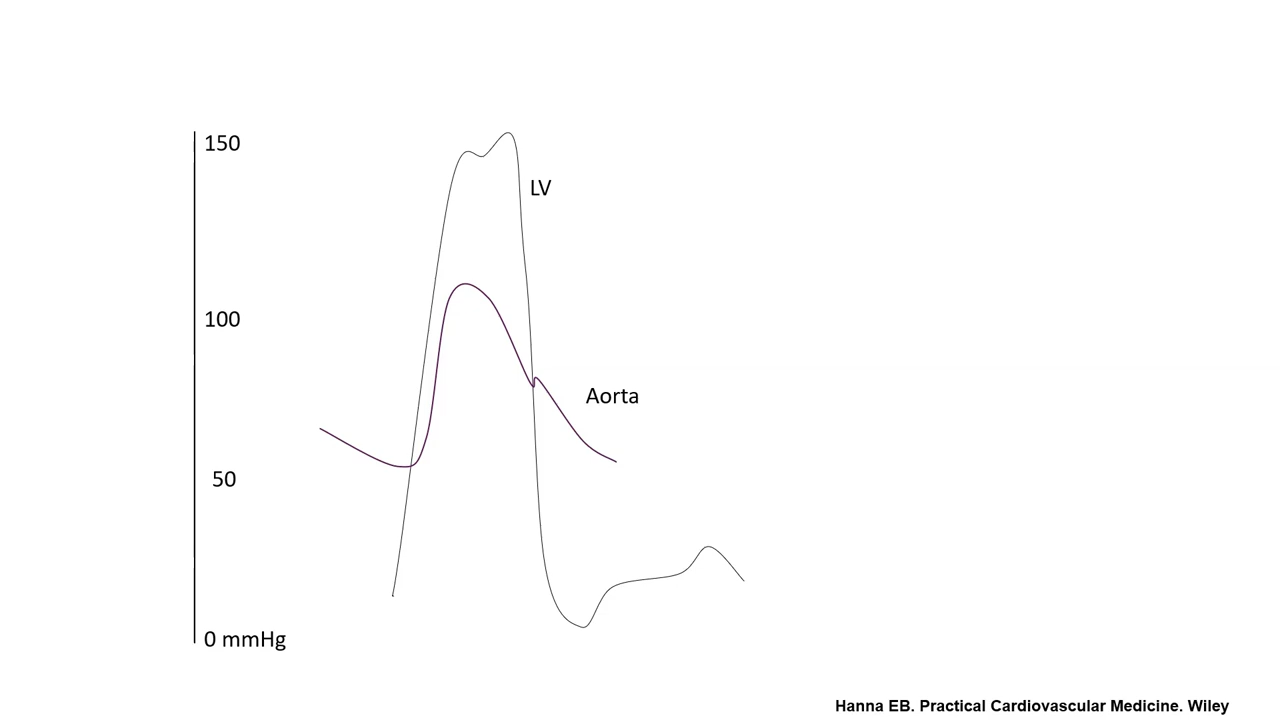 150
LV
100
Aorta
50
0 mmHg
Hanna EB. Practical Cardiovascular Medicine. Wiley